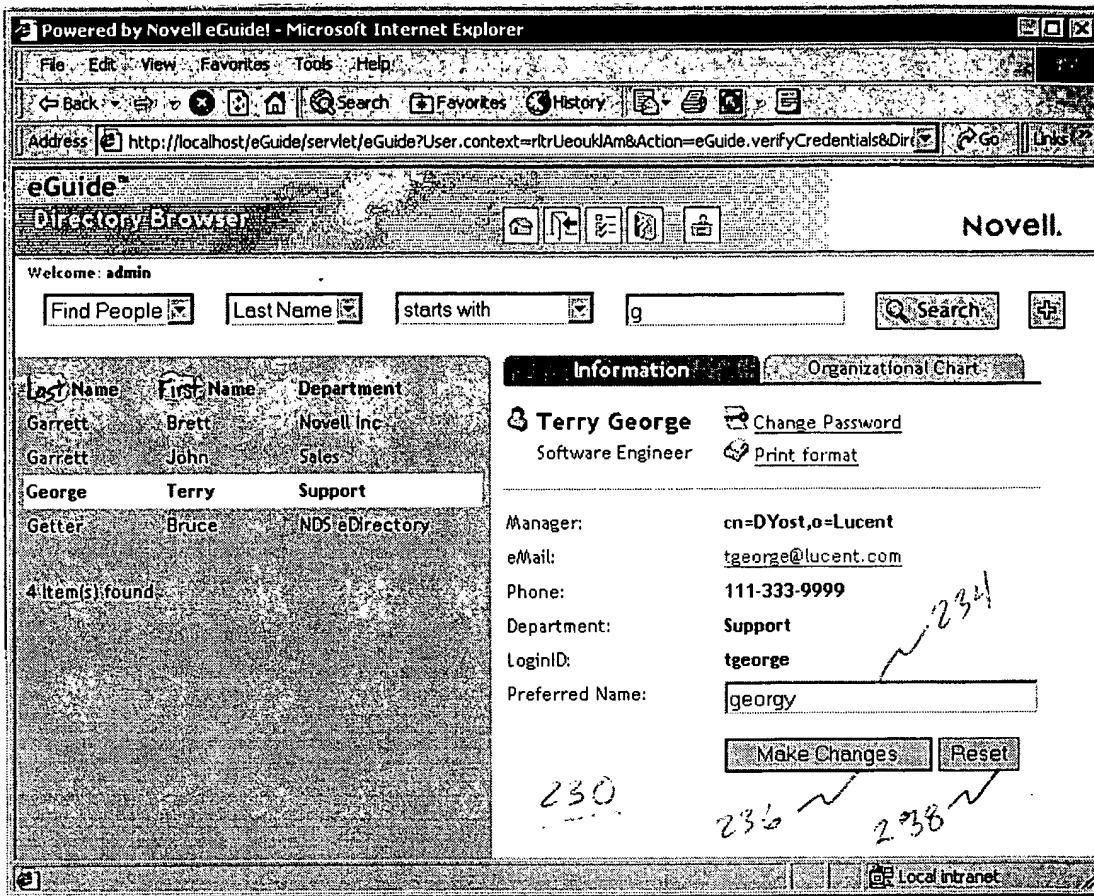 Powered by Novell eGuide! - Microsoft Internet Explorer
File Edit View Favorites Tools Help
Back Search Favorites History
Address http://localhost/eGuide/servlet/eGuide?User.context=rltrUeouklAm&Action=eGuide.verifyCredentials&Dir Go Links
eGuide™
Directory Browser
Novell.
Welcome: admin
Find People Last Name starts with g Search
Last Name First Name Department
Garrett Brett Novell Inc
Garrett John Sales
George Terry Support
Getter Bruce NDS eDirectory
4 Item(s) found
Information Organizational Chart
Terry George Change Password
Software Engineer Print format
Manager: cn=DYost,o=Lucent
eMail: tgeorge@lucent.com
Phone: 111-333-9999
234
Department: Support
LoginID: tgeorge
Preferred Name: georgy
Make Changes Reset
230 236 238
Local intranet